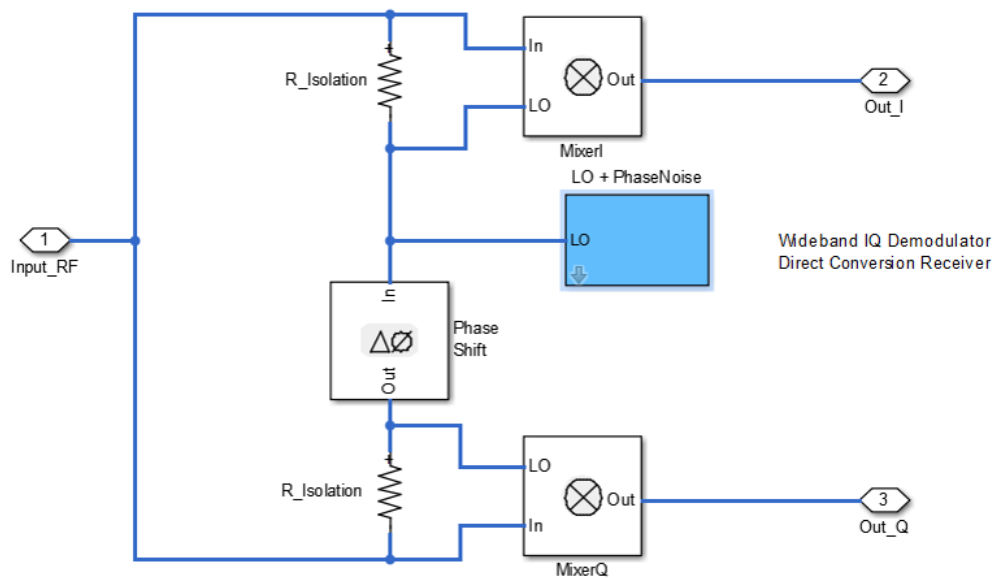 In
R_Isolation
+
Out
2
LO
Out_I
MixerI
LO + PhaseNoise
1
LO
Wideband IQ Demodulator
Input_RF
Direct Conversion Receiver
In
Phase
Shift
ΔØ
Out
LO
+
R_Isolation
Out
3
In
Out_Q
MixerQ